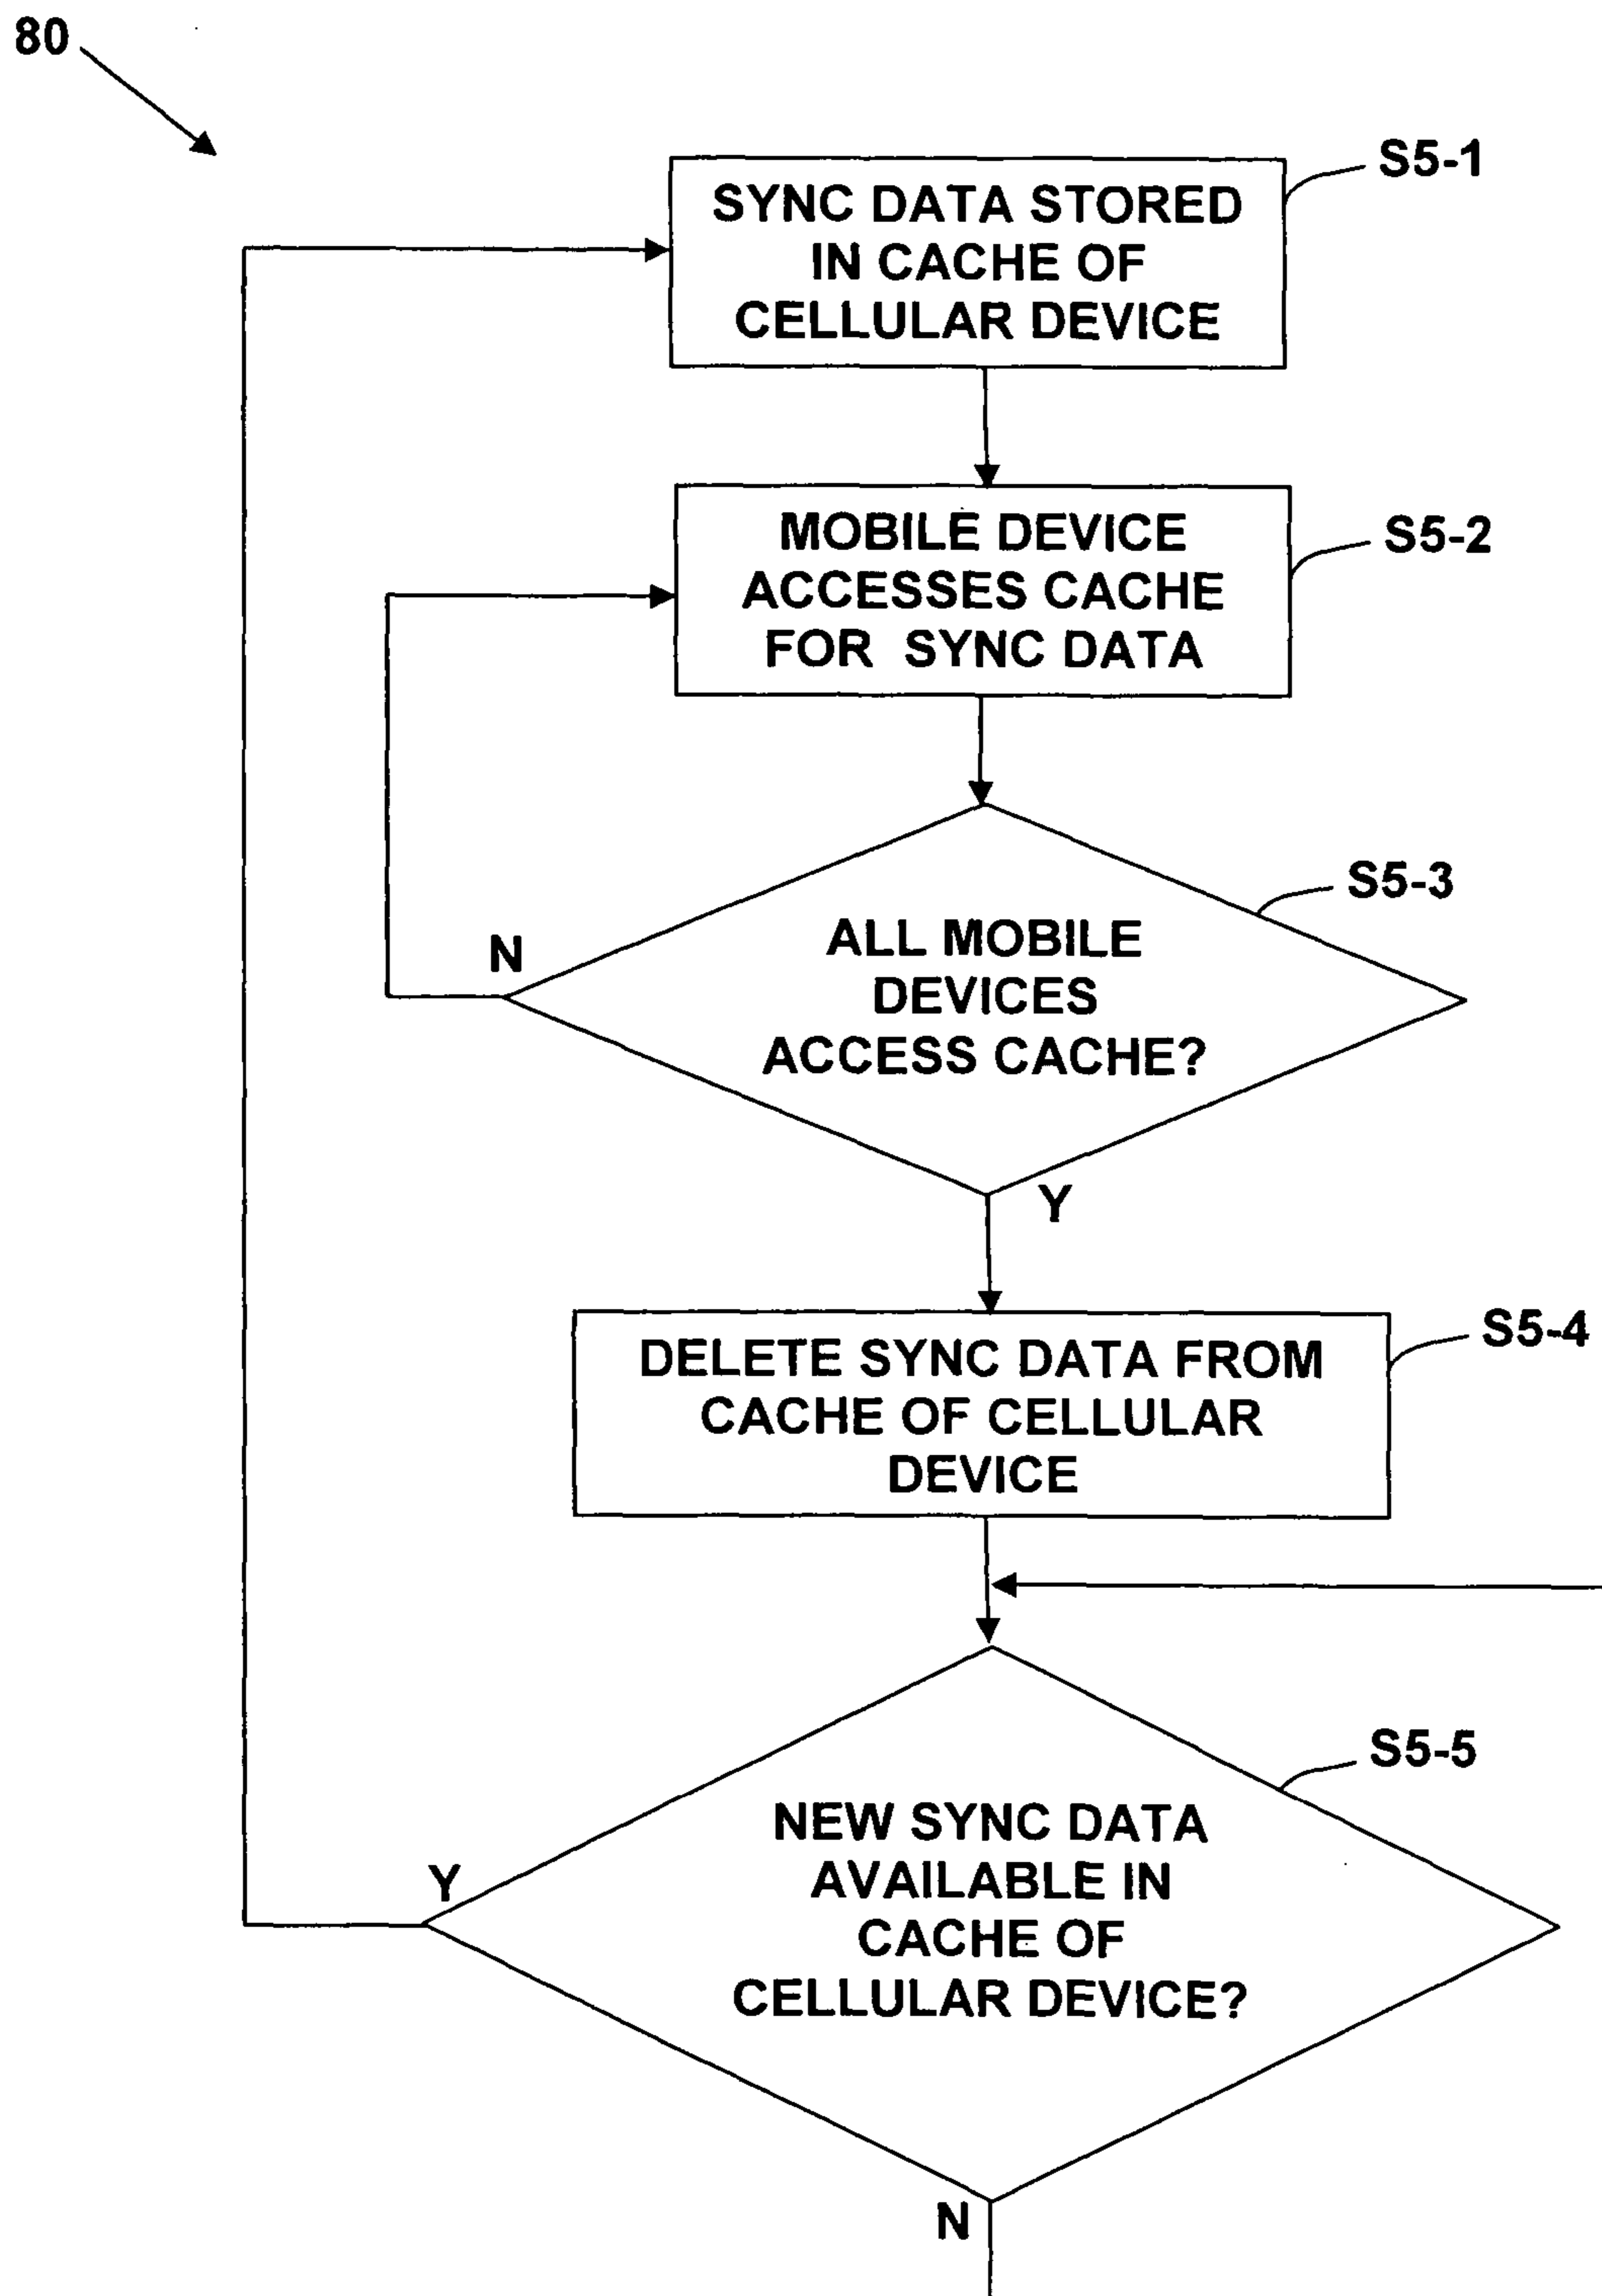 80
S5-1
SYNC DATA STORED
IN CACHE OF
CELLULAR DEVICE
S5-2
MOBILE DEVICE
ACCESSES CACHE
FOR SYNC DATA
S5-3
ALL MOBILE
DEVICES
ACCESS CACHE?
N
Y
S5-4
DELETE SYNC DATA FROM
CACHE OF CELLULAR
DEVICE
S5-5
NEW SYNC DATA
AVAILABLE IN
CACHE OF
CELLULAR DEVICE?
Y
N